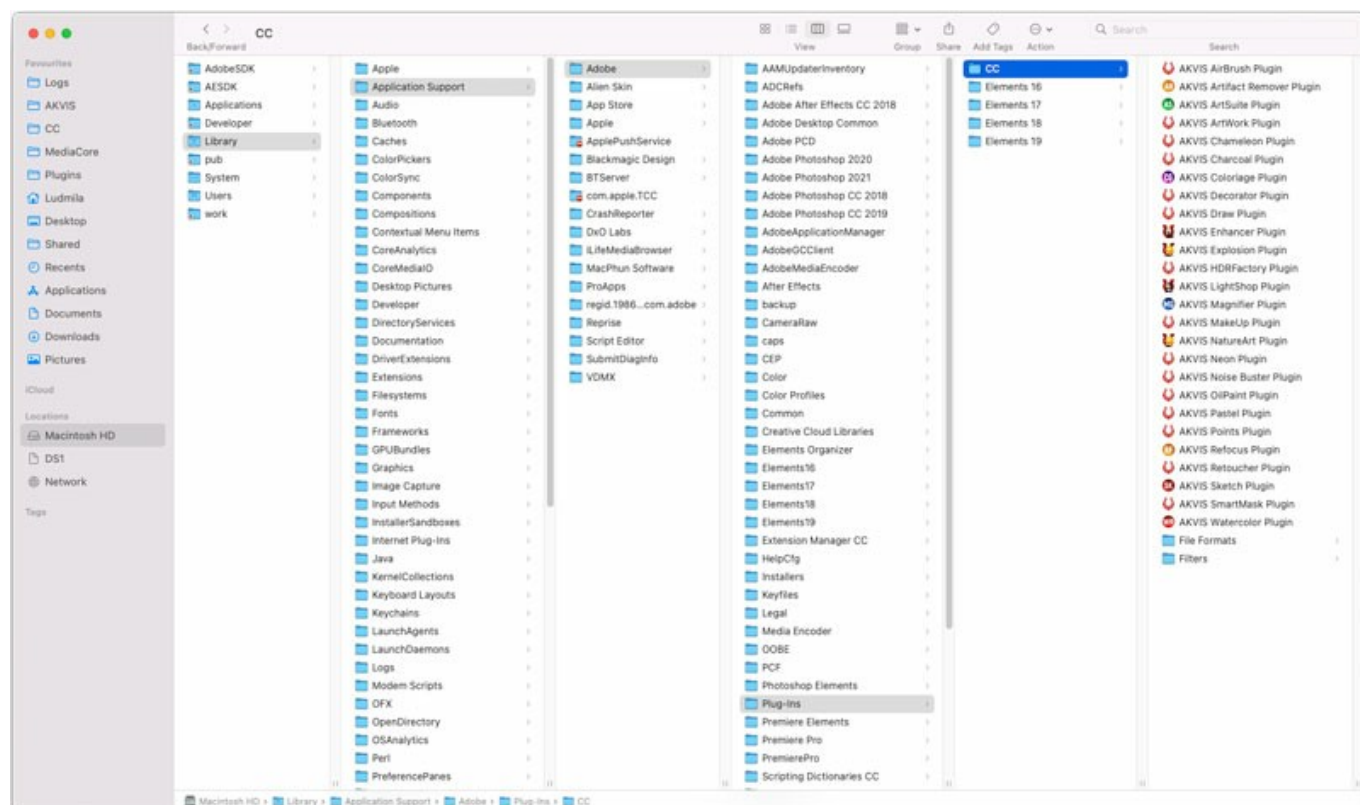 CC
Back/Forward
View
Group
Share
Add Tags
Action
Search
Search
Favourites
Logs
AKVIS
CC
MediaCore
Plugins
Ludmila
Desktop
Shared
Recents
Applications
Documents
Downloads
Pictures
iCloud
Locations
Macintosh HD
DS1
Network
Tags
AdobeSDK
AESDK
Applications
Developer
Library
pub
System
Users
work
Apple
Application Support
Audio
Bluetooth
Caches
ColorPickers
ColorSync
Components
Compositions
Contextual Menu Items
CoreAnalytics
CoreMediaIO
Desktop Pictures
Developer
DirectoryServices
Documentation
DriverExtensions
Extensions
Filesystems
Fonts
Frameworks
GPUBundles
Graphics
Image Capture
Input Methods
InstallerSandboxes
Internet Plug-Ins
Java
KernelCollections
Keyboard Layouts
Keychains
LaunchAgents
LaunchDaemons
Logs
Modem Scripts
OFX
OpenDirectory
OSAnalytics
Perl
PreferencePanes
Adobe
Alien Skin
App Store
Apple
ApplePushService
Blackmagic Design
BTServer
com.apple.TCC
CrashReporter
DxO Labs
iLifeMediaBrowser
MacPhun Software
ProApps
regid.1986...com.adobe
Reprise
Script Editor
SubmitDiagInfo
VDMX
AAMUpdaterInventory
ADCRefs
Adobe After Effects CC 2018
Adobe Desktop Common
Adobe PCD
Adobe Photoshop 2020
Adobe Photoshop 2021
Adobe Photoshop CC 2018
Adobe Photoshop CC 2019
AdobeApplicationManager
AdobeGCClient
AdobeMediaEncoder
After Effects
backup
CameraRaw
caps
CEP
Color
Color Profiles
Common
Creative Cloud Libraries
Elements Organizer
Elements16
Elements17
Elements18
Elements19
Extension Manager CC
HelpCfg
Installers
Keyfiles
Legal
Media Encoder
OOBE
PCF
Photoshop Elements
Plug-Ins
Premiere Elements
Premiere Pro
PremierePro
Scripting Dictionaries CC
CC
Elements 16
Elements 17
Elements 18
Elements 19
AKVIS AirBrush Plugin
AKVIS Artifact Remover Plugin
AKVIS ArtSuite Plugin
AKVIS ArtWork Plugin
AKVIS Chameleon Plugin
AKVIS Charcoal Plugin
AKVIS Coloriage Plugin
AKVIS Decorator Plugin
AKVIS Draw Plugin
AKVIS Enhancer Plugin
AKVIS Explosion Plugin
AKVIS HDRFactory Plugin
AKVIS LightShop Plugin
AKVIS Magnifier Plugin
AKVIS MakeUp Plugin
AKVIS NatureArt Plugin
AKVIS Neon Plugin
AKVIS Noise Buster Plugin
AKVIS OilPaint Plugin
AKVIS Pastel Plugin
AKVIS Points Plugin
AKVIS Refocus Plugin
AKVIS Retoucher Plugin
AKVIS Sketch Plugin
AKVIS SmartMask Plugin
AKVIS Watercolor Plugin
File Formats
Filters
Macintosh HD › Library › Application Support › Adobe › Plug-Ins › CC